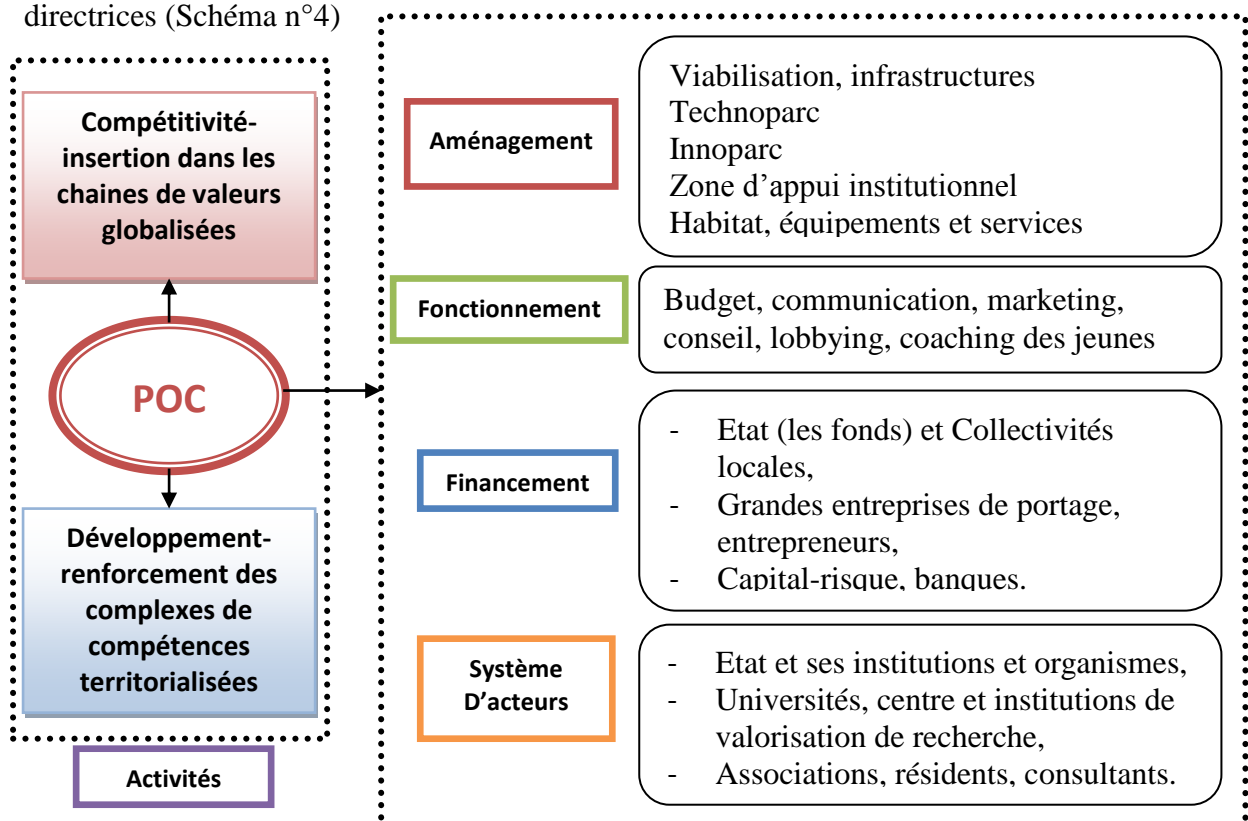 directrices (Schéma n°4)
Compétitivité-
insertion dans les
chaines de valeurs
globalisées
POC
Développement-
renforcement des
complexes de
compétences
territorialisées
Activités
Aménagement
Viabilisation, infrastructures
Technoparc
Innoparc
Zone d'appui institutionnel
Habitat, équipements et services
Fonctionnement
Budget, communication, marketing,
conseil, lobbying, coaching des jeunes
Financement
- Etat (les fonds) et Collectivités
locales,
- Grandes entreprises de portage,
entrepreneurs,
- Capital-risque, banques.
Système
D'acteurs
- Etat et ses institutions et organismes,
- Universités, centre et institutions de
valorisation de recherche,
- Associations, résidents, consultants.